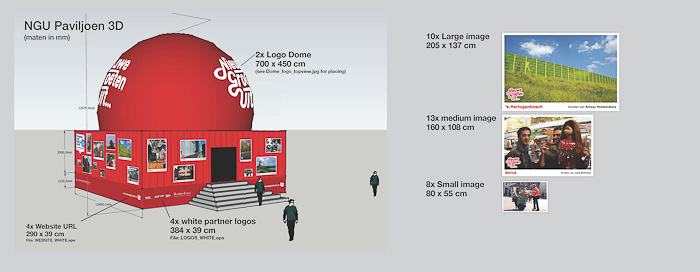 NGU Paviljoen 3D
(maten in mm)
2x Logo Dome
700 x 450 cm
(see Dome_logo_topview.jpg for placing)
4x Website URL
290 x 39 cm
File: WEBSITE_WHITE.eps
4x white partner logos
384 x 39 cm
File: LOGOS_WHITE.eps
10x Large image
205 x 137 cm
's-Hertogenbosch
13x medium image
160 x 108 cm
8x Small image
80 x 55 cm